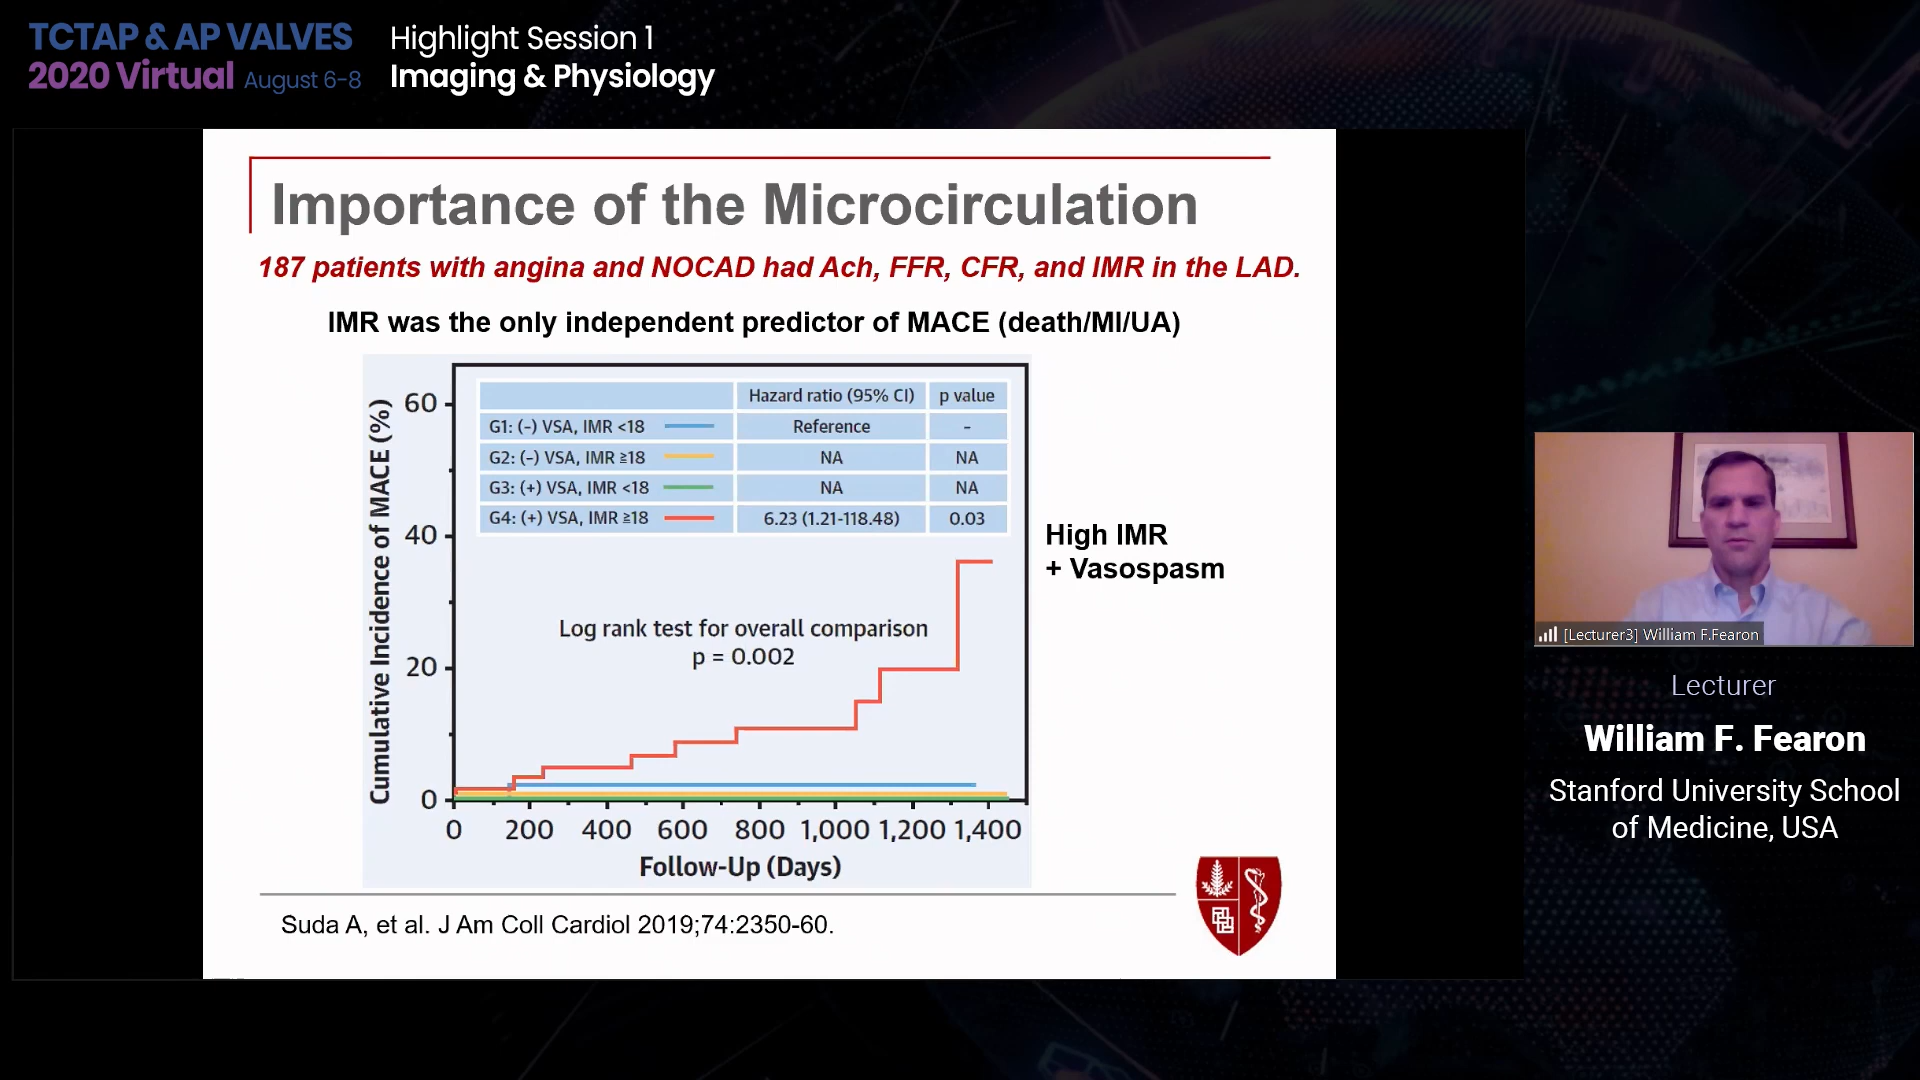 TCTAP & AP VALVES
2020 Virtual August 6-8
Highlight Session 1
Imaging & Physiology
Importance of the Microcirculation
187 patients with angina and NOCAD had Ach, FFR, CFR, and IMR in the LAD.
IMR was the only independent predictor of MACE (death/MI/UA)
Cumulative Incidence of MACE (%)
60
40
20
0
Hazard ratio (95% CI) p value
G1: (-) VSA, IMR <18 Reference -
G2: (-) VSA, IMR ≧18 NA NA
G3: (+) VSA, IMR <18 NA NA
G4: (+) VSA, IMR ≧18 6.23 (1.21-118.48) 0.03
Log rank test for overall comparison
p = 0.002
0 200 400 600 800 1,000 1,200 1,400
Follow-Up (Days)
High IMR
+ Vasospasm
Suda A, et al. J Am Coll Cardiol 2019;74:2350-60.
[Lecturer3] William F.Fearon
Lecturer
William F. Fearon
Stanford University School
of Medicine, USA